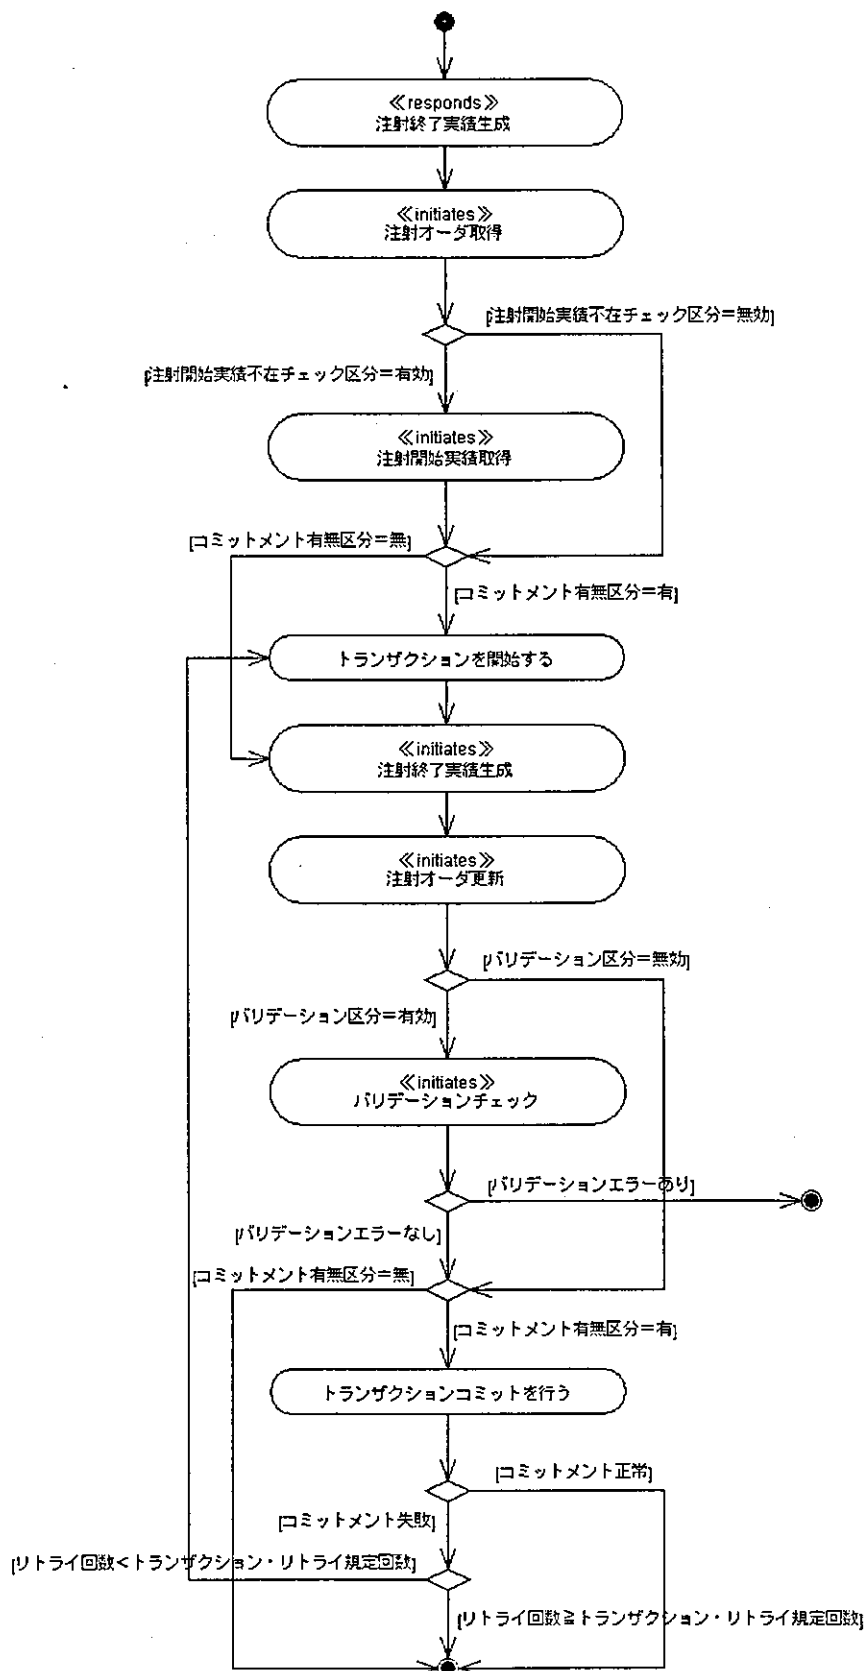 ≪responds≫
注射終了実績生成
≪initiates≫
注射オーダ取得
[注射開始実績不在チェック区分＝無効]
[注射開始実績不在チェック区分＝有効]
≪initiates≫
注射開始実績取得
[コミットメント有無区分＝無]
[コミットメント有無区分＝有]
トランザクションを開始する
≪initiates≫
注射終了実績生成
≪initiates≫
注射オーダ更新
[バリデーション区分＝無効]
[バリデーション区分＝有効]
≪initiates≫
バリデーションチェック
[バリデーションエラーあり]
[バリデーションエラーなし]
[コミットメント有無区分＝無]
[コミットメント有無区分＝有]
トランザクションコミットを行う
[コミットメント正常]
[コミットメント失敗]
[リトライ回数＜トランザクション・リトライ規定回数]
[リトライ回数≧トランザクション・リトライ規定回数]